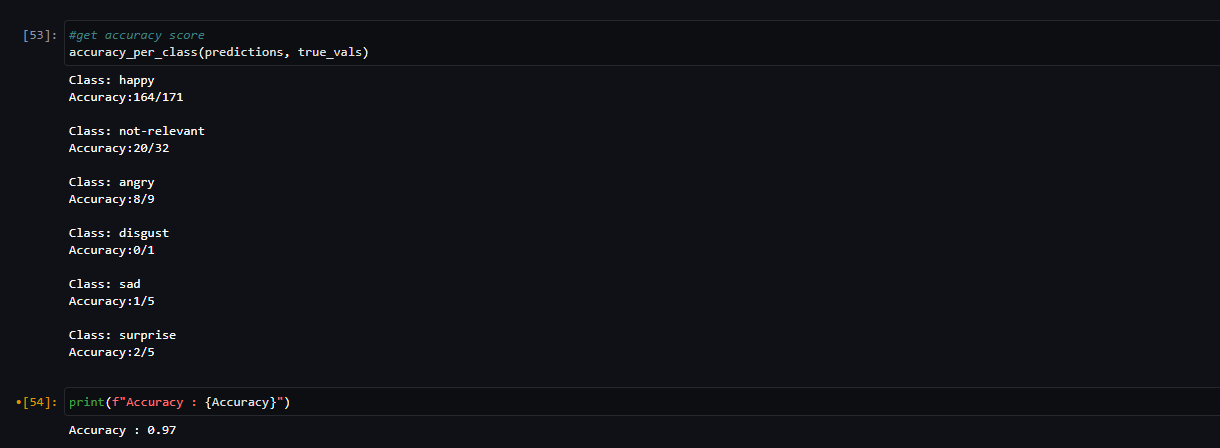 [53]: #get accuracy score
accuracy_per_class(predictions, true_vals)
Class: happy
Accuracy:164/171
Class: not-relevant
Accuracy:20/32
Class: angry
Accuracy:8/9
Class: disgust
Accuracy:0/1
Class: sad
Accuracy:1/5
Class: surprise
Accuracy:2/5
•[54]: print(f"Accuracy : {Accuracy}")
Accuracy : 0.97